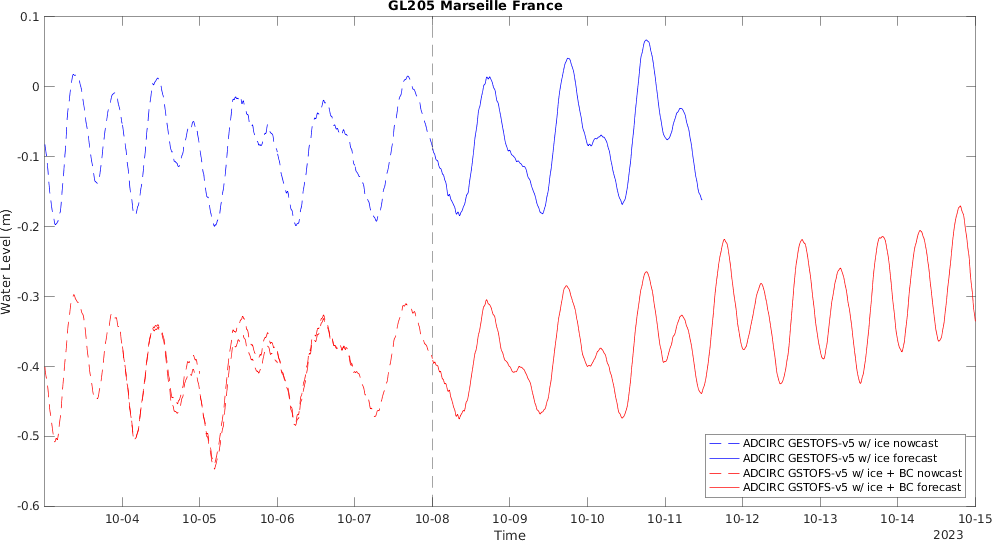 GL205 Marseille France
0.1
0
-0.1
-0.2
-0.3
-0.4
-0.5
-0.6
Water Level (m)
ADCIRC GESTOFS-v5 w/ ice nowcast
ADCIRC GESTOFS-v5 w/ ice forecast
ADCIRC GSTOFS-v5 w/ ice + BC nowcast
ADCIRC GSTOFS-v5 w/ ice + BC forecast
10-04 10-05 10-06 10-07 10-08 10-09 10-10 10-11 10-12 10-13 10-14 10-15
Time
2023